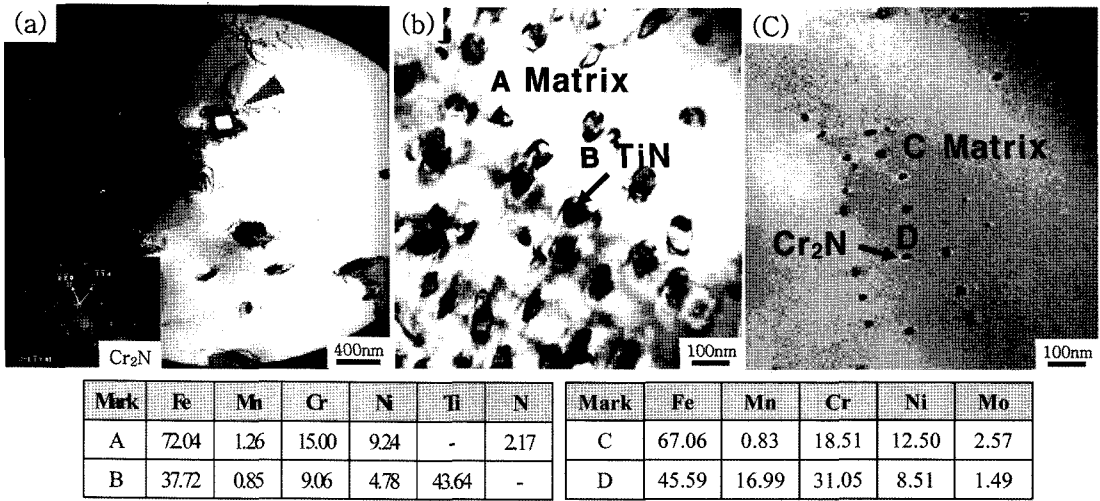 (a)
(b)
(C)
A Matrix
B TiN
C Matrix
Cr₂N
D
Cr₂N
400nm
100nm
100nm
Mark Fe Mn Cr Ni Ti N
A 72.04 1.26 15.00 9.24 - 2.17
B 37.72 0.85 9.06 4.78 43.64 -
Mark Fe Mn Cr Ni Mo
C 67.06 0.83 18.51 12.50 2.57
D 45.59 16.99 31.05 8.51 1.49